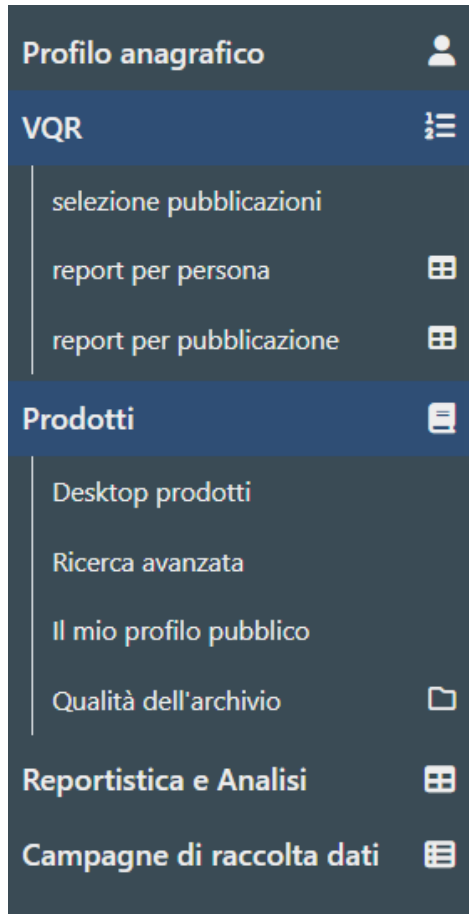 Profilo anagrafico
VQR
selezione pubblicazioni
report per persona
report per pubblicazione
Prodotti
Desktop prodotti
Ricerca avanzata
Il mio profilo pubblico
Qualità dell'archivio
Reportistica e Analisi
Campagne di raccolta dati